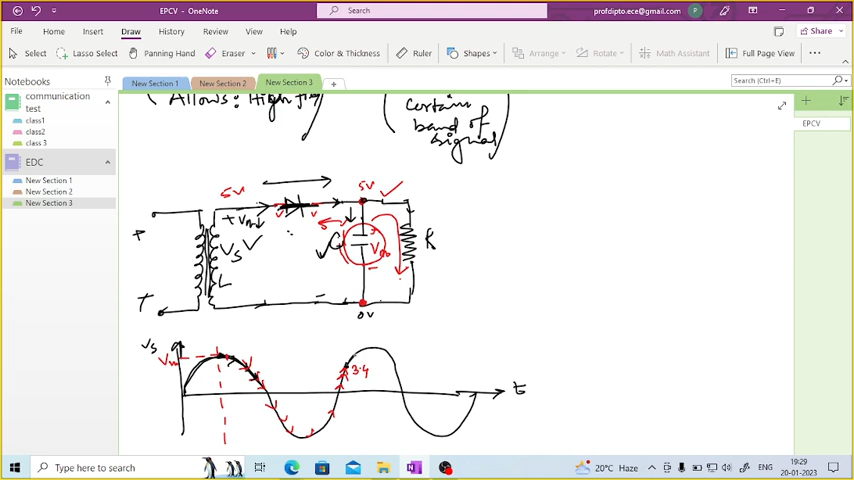 EPCV - OneNote
Search
profdipto.ece@gmail.com
P
File
Home
Insert
Draw
History
Review
View
Help
Share
Select
Lasso Select
Panning Hand
Eraser
Color & Thickness
Ruler
Shapes
Arrange
Rotate
Math Assistant
Full Page View
Notebooks
New Section 1
New Section 2
New Section 3
Search (Ctrl+E)
communication
test
class1
class2
class 3
EDC
New Section 1
New Section 2
New Section 3
EPCV
Allows: High
certain
band of
signal
5V
5V
+
Vs
R
0V
Vs
Vm
3.4
t
Type here to search
20°C Haze
ENG
19:29
20-01-2023